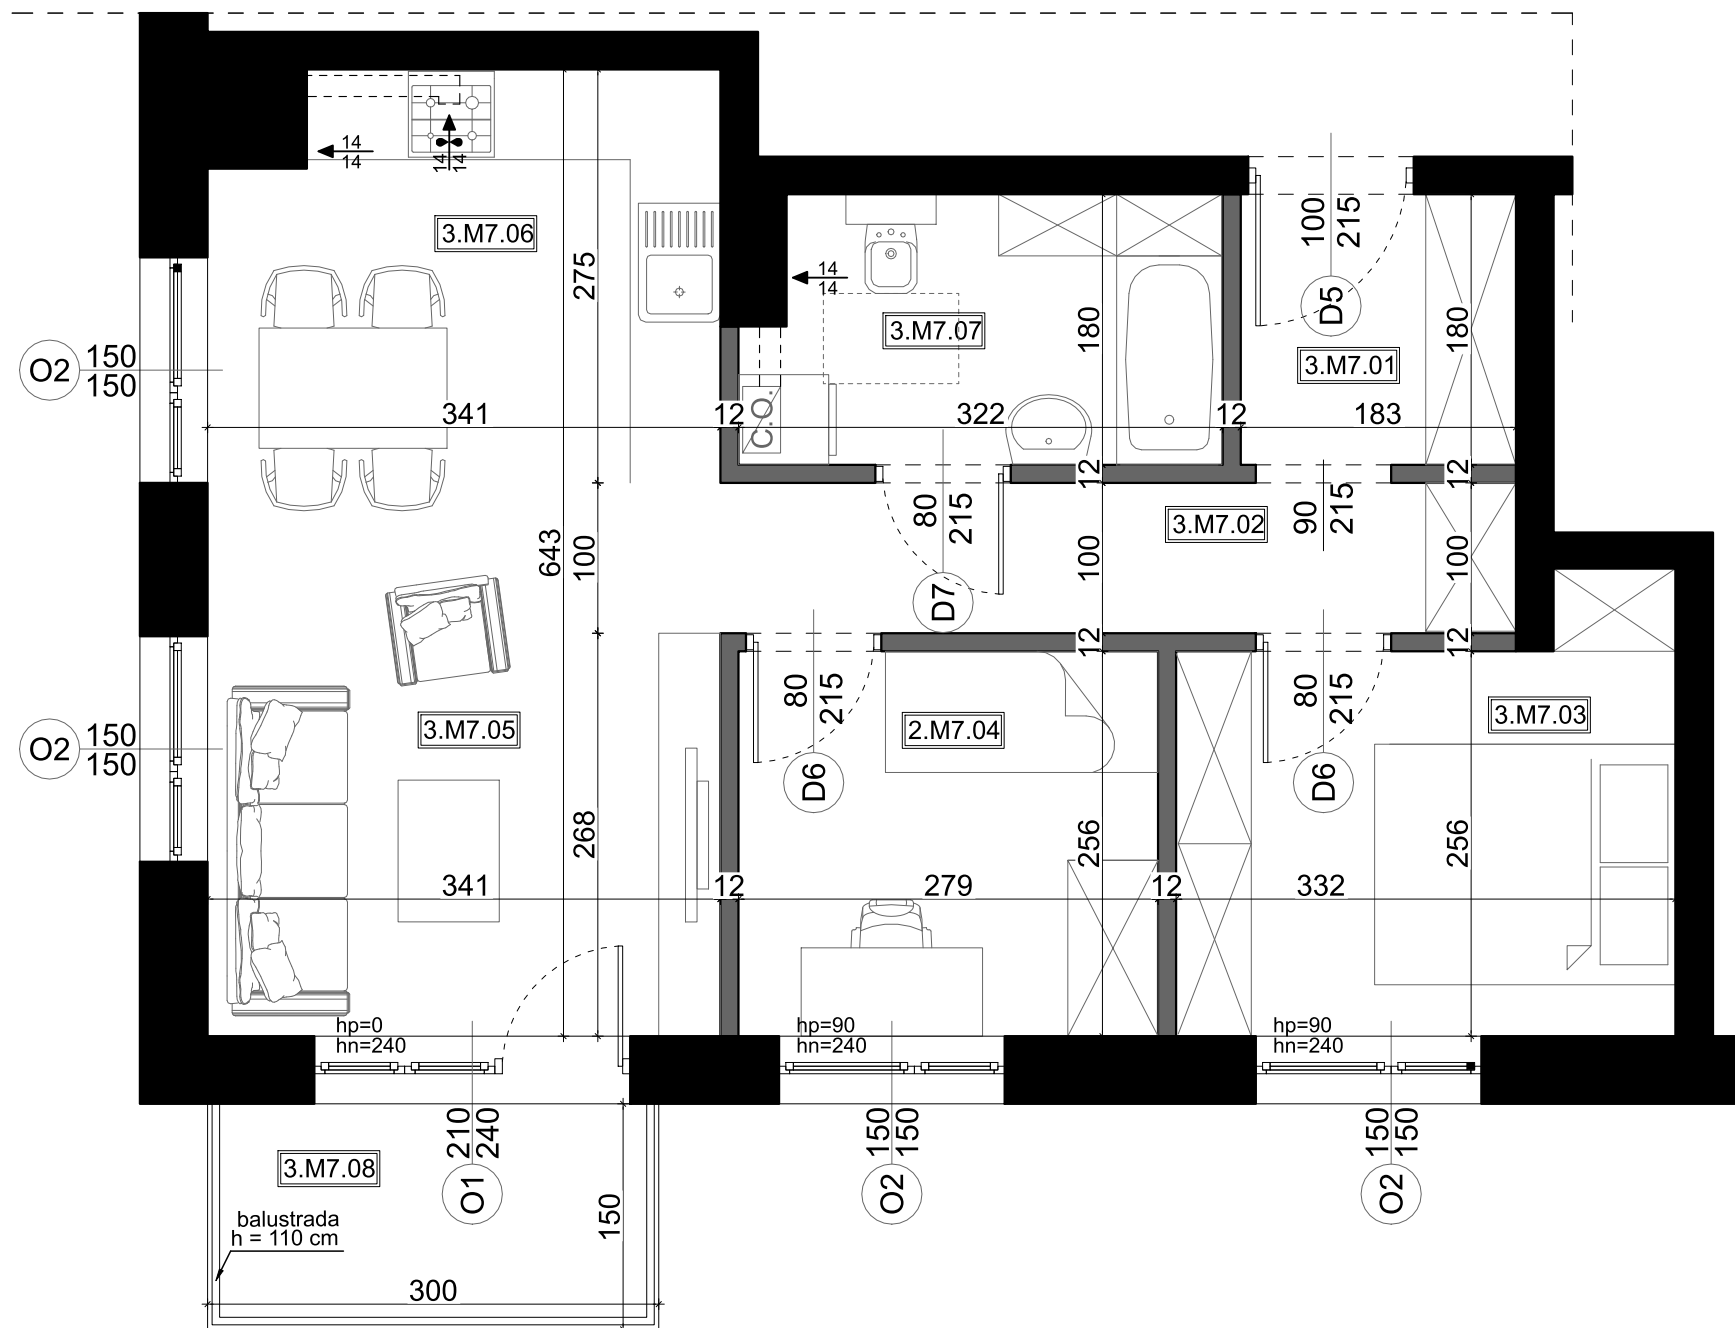 14
14
14
14
3.M7.06
100
215
275
D5
14
14
180
3.M7.07
180
3.M7.01
O2
150
150
C.O.
341
12
322
12
183
12
12
80
215
3.M7.02
90
215
643
100
100
100
D7
12
12
80
215
80
215
3.M7.03
3.M7.05
2.M7.04
O2
150
150
D6
D6
268
256
256
341
12
279
12
332
hp=0
hn=240
hp=90
hn=240
hp=90
hn=240
210
240
150
150
150
150
3.M7.08
O1
O2
O2
balustrada
h = 110 cm
150
300